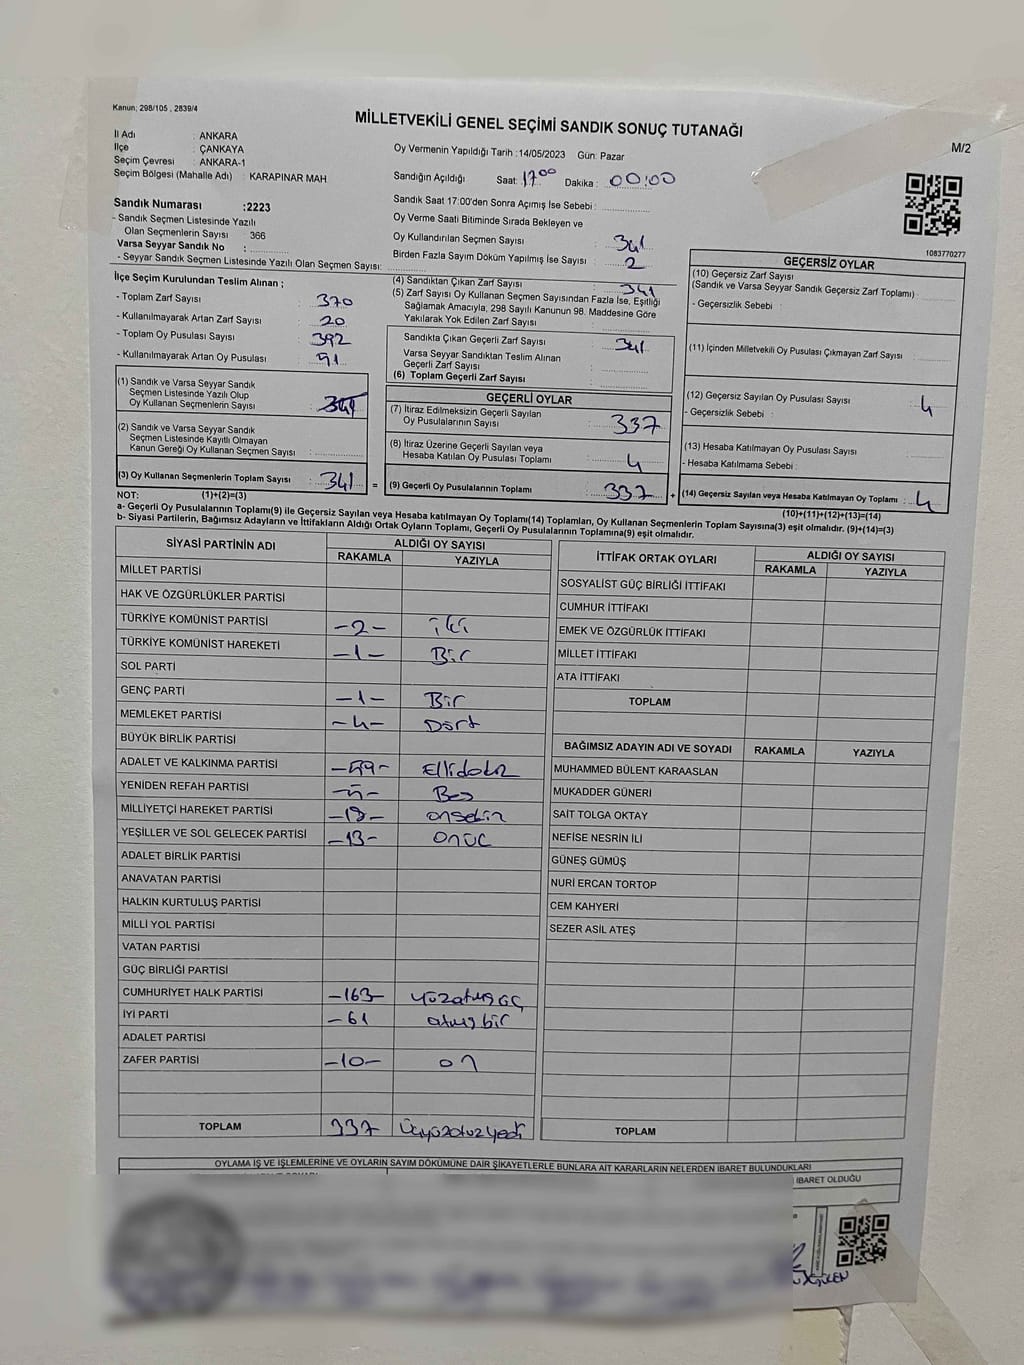 Kanun; 298/105 , 2839/4
MİLLETVEKİLİ GENEL SEÇİMİ SANDIK SONUÇ TUTANAĞI
M/2
İl Adı : ANKARA
İlçe : ÇANKAYA
Seçim Çevresi : ANKARA-1
Seçim Bölgesi (Mahalle Adı) : KARAPINAR MAH
Oy Vermenin Yapıldığı Tarih :14/05/2023 Gün: Pazar
Sandığın Açıldığı Saat: 17 00 Dakika : 00:00
Sandık Saat 17:00'den Sonra Açımış İse Sebebi :
Sandık Numarası :2223
- Sandık Seçmen Listesinde Yazılı
Olan Seçmenlerin Sayısı 366
Varsa Seyyar Sandık No :
- Seyyar Sandık Seçmen Listesinde Yazılı Olan Seçmen Sayısı:
Oy Verme Saati Bitiminde Sırada Bekleyen ve
Oy Kullandırılan Seçmen Sayısı : 341
Birden Fazla Sayım Döküm Yapılmış İse Sayısı : 2
1083770277
İlçe Seçim Kurulundan Teslim Alınan ;
- Toplam Zarf Sayısı : 370
- Kullanılmayarak Artan Zarf Sayısı : 20
- Toplam Oy Pusulası Sayısı : 392
- Kullanılmayarak Artan Oy Pusulası : 91
(4) Sandıktan Çıkan Zarf Sayısı : 341
(5) Zarf Sayısı Oy Kullanan Seçmen Sayısından Fazla İse, Eşitliği
Sağlamak Amacıyla; 298 Sayılı Kanunun 98. Maddesine Göre
Yakılarak Yok Edilen Zarf Sayısı :
Sandıkta Çıkan Geçerli Zarf Sayısı : 341
Varsa Seyyar Sandıktan Teslim Alınan
Geçerli Zarf Sayısı :
(6) Toplam Geçerli Zarf Sayısı :
GEÇERSİZ OYLAR
(10) Geçersiz Zarf Sayısı
(Sandık ve Varsa Seyyar Sandık Geçersiz Zarf Toplamı) :
- Geçersizlik Sebebi :
(11) İçinden Milletvekili Oy Pusulası Çıkmayan Zarf Sayısı :
(12) Geçersiz Sayılan Oy Pusulası Sayısı : 4
- Geçersizlik Sebebi :
(13) Hesaba Katılmayan Oy Pusulası Sayısı :
- Hesaba Katılmama Sebebi :
(14) Geçersiz Sayılan veya Hesaba Katılmayan Oy Toplamı : 4
(10)+(11)+(12)+(13)=(14)
(1) Sandık ve Varsa Seyyar Sandık
Seçmen Listesinde Yazılı Olup
Oy Kullanan Seçmenlerin Sayısı : 341
(2) Sandık ve Varsa Seyyar Sandık
Seçmen Listesinde Kayıtlı Olmayan
Kanun Gereği Oy Kullanan Seçmen Sayısı :
(3) Oy Kullanan Seçmenlerin Toplam Sayısı : 341 =
GEÇERLİ OYLAR
(7) İtiraz Edilmeksizin Geçerli Sayılan
Oy Pusulalarının Sayısı : 337
(8) İtiraz Üzerine Geçerli Sayılan veya
Hesaba Katılan Oy Pusulası Toplamı : 4
(9) Geçerli Oy Pusulalarının Toplamı : 337 +
NOT: (1)+(2)=(3)
a- Geçerli Oy Pusulalarının Toplamı(9) ile Geçersiz Sayılan veya Hesaba katılmayan Oy Toplamı(14) Toplamları, Oy Kullanan Seçmenlerin Toplam Sayısına(3) eşit olmalıdır. (9)+(14)=(3)
b- Siyasi Partilerin, Bağımsız Adayların ve İttifakların Aldığı Ortak Oyların Toplamı, Geçerli Oy Pusulalarının Toplamına(9) eşit olmalıdır.
SİYASİ PARTİNİN ADI ALDIĞI OY SAYISI
RAKAMLA YAZIYLA
MİLLET PARTİSİ
HAK VE ÖZGÜRLÜKLER PARTİSİ
TÜRKİYE KOMÜNİST PARTİSİ -2- iki
TÜRKİYE KOMÜNİST HAREKETİ -1- Bir
SOL PARTİ
GENÇ PARTİ -1- Bir
MEMLEKET PARTİSİ -4- Dört
BÜYÜK BİRLİK PARTİSİ
ADALET VE KALKINMA PARTİSİ -59- Ellidokuz
YENİDEN REFAH PARTİSİ -5- Beş
MİLLİYETÇİ HAREKET PARTİSİ -18- onsekiz
YEŞİLLER VE SOL GELECEK PARTİSİ -13- onüç
ADALET BİRLİK PARTİSİ
ANAVATAN PARTİSİ
HALKIN KURTULUŞ PARTİSİ
MİLLİ YOL PARTİSİ
VATAN PARTİSİ
GÜÇ BİRLİĞİ PARTİSİ
CUMHURİYET HALK PARTİSİ -163- yüzatmışüç
İYİ PARTİ -61 atmışbir
ADALET PARTİSİ
ZAFER PARTİSİ -10- on
TOPLAM 337 Üçyüzotuzyedi
İTTİFAK ORTAK OYLARI ALDIĞI OY SAYISI
RAKAMLA YAZIYLA
SOSYALİST GÜÇ BİRLİĞİ İTTİFAKI
CUMHUR İTTİFAKI
EMEK VE ÖZGÜRLÜK İTTİFAKI
MİLLET İTTİFAKI
ATA İTTİFAKI
TOPLAM
BAĞIMSIZ ADAYIN ADI VE SOYADI RAKAMLA YAZIYLA
MUHAMMED BÜLENT KARAASLAN
MUKADDER GÜNERİ
SAİT TOLGA OKTAY
NEFİSE NESRİN İLİ
GÜNEŞ GÜMÜŞ
NURİ ERCAN TORTOP
CEM KAHYERİ
SEZER ASİL ATEŞ
TOPLAM
OYLAMA İŞ VE İŞLEMLERİNE VE OYLARIN SAYIM DÖKÜMÜNE DAİR ŞİKAYETLERLE BUNLARA AİT KARARLARIN NELERDEN İBARET BULUNDUKLARI
İBARET OLDUĞU